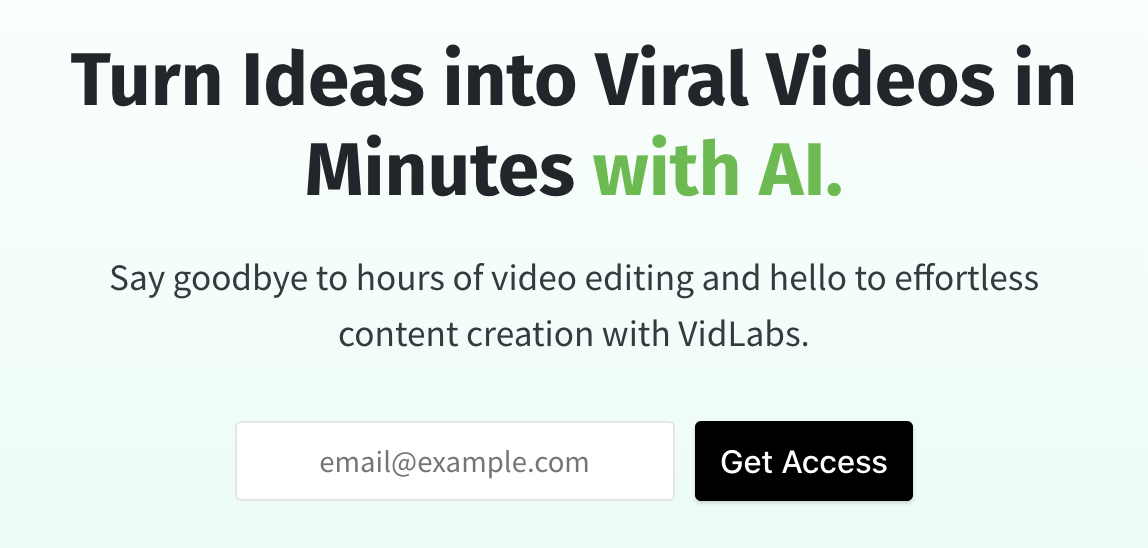 Turn Ideas into Viral Videos in
Minutes with AI.
Say goodbye to hours of video editing and hello to effortless
content creation with VidLabs.
email@example.com
Get Access